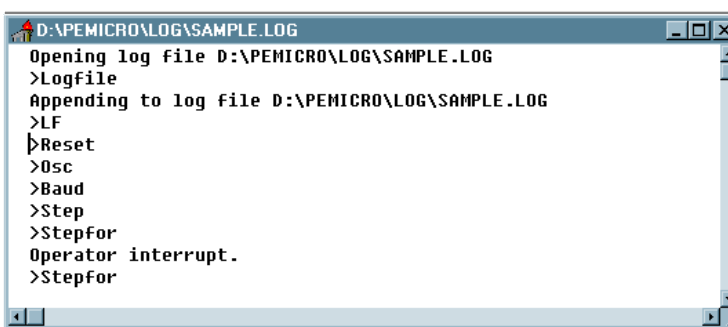 D:\PEMICRO\LOG\SAMPLE.LOG
Opening log file D:\PEMICRO\LOG\SAMPLE.LOG
>Logfile
Appending to log file D:\PEMICRO\LOG\SAMPLE.LOG
>LF
>Reset
>Osc
>Baud
>Step
>Stepfor
Operator interrupt.
>Stepfor